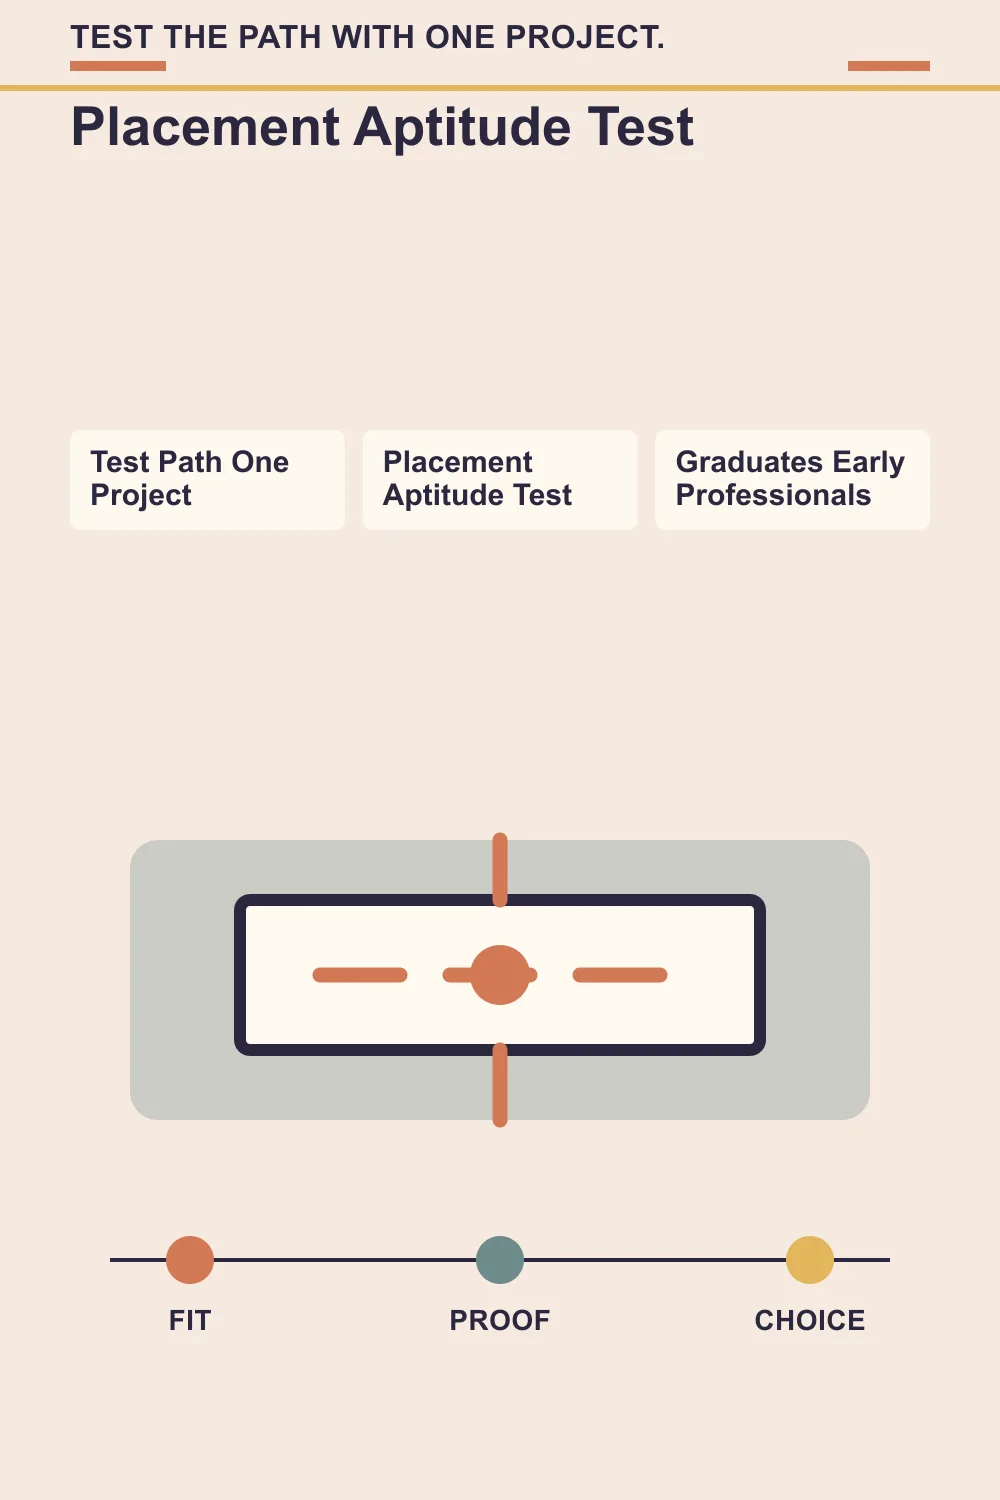 TEST THE PATH WITH ONE PROJECT.
Placement Aptitude Test
Test Path One
Project
Placement
Aptitude Test
Graduates Early
Professionals
FIT
PROOF
CHOICE